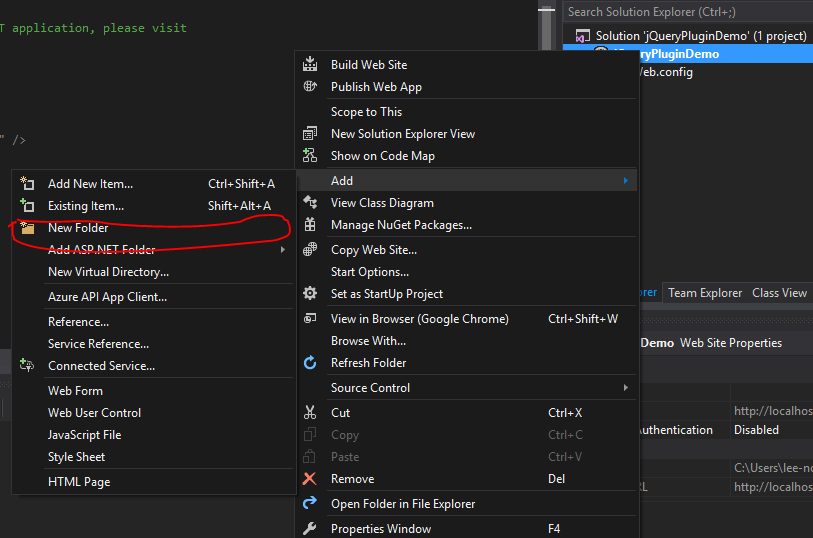 T application, please visit
" />
Search Solution Explorer (Ctrl+;)
Solution 'jQueryPluginDemo' (1 project)
jQueryPluginDemo
Web.config
Build Web Site
Publish Web App
Scope to This
New Solution Explorer View
Show on Code Map
Add
View Class Diagram
Manage NuGet Packages...
Copy Web Site...
Start Options...
Set as StartUp Project
View in Browser (Google Chrome) Ctrl+Shift+W
Browse With...
Refresh Folder
Source Control
Cut Ctrl+X
Copy Ctrl+C
Paste Ctrl+V
Remove Del
Open Folder in File Explorer
Properties Window F4
Add New Item... Ctrl+Shift+A
Existing Item... Shift+Alt+A
New Folder
Add ASP.NET Folder
New Virtual Directory...
Azure API App Client...
Reference...
Service Reference...
Connected Service...
Web Form
Web User Control
JavaScript File
Style Sheet
HTML Page
orer Team Explorer Class View
Demo Web Site Properties
http://localhos
uthentication Disabled
C:\Users\lee-no
RL http://localhos